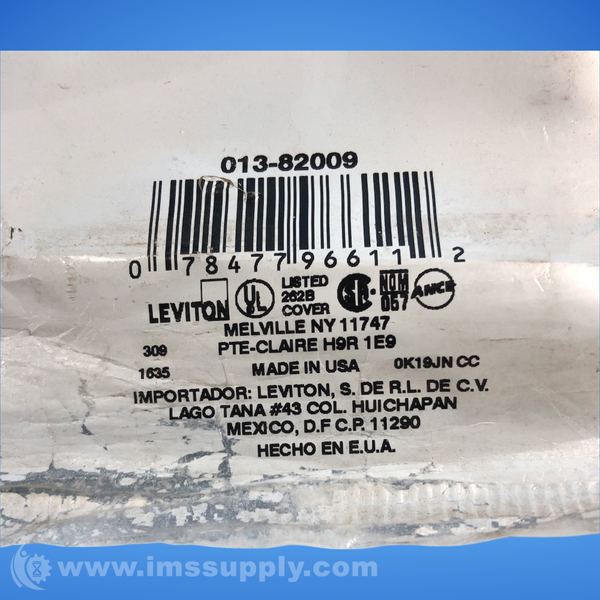 013-82009
0 78477 96611 2
LEVITON
UL
LISTED
262B
COVER
SA
NOM
057
ANCE
MELVILLE NY 11747
309 PTE-CLAIRE H9R 1E9
1635 MADE IN USA 0K19JN CC
IMPORTADOR: LEVITON, S. DE R.L. DE C.V.
LAGO TANA #43 COL. HUICHAPAN
MEXICO, D.F C.P. 11290
HECHO EN E.U.A.
www.imssupply.com